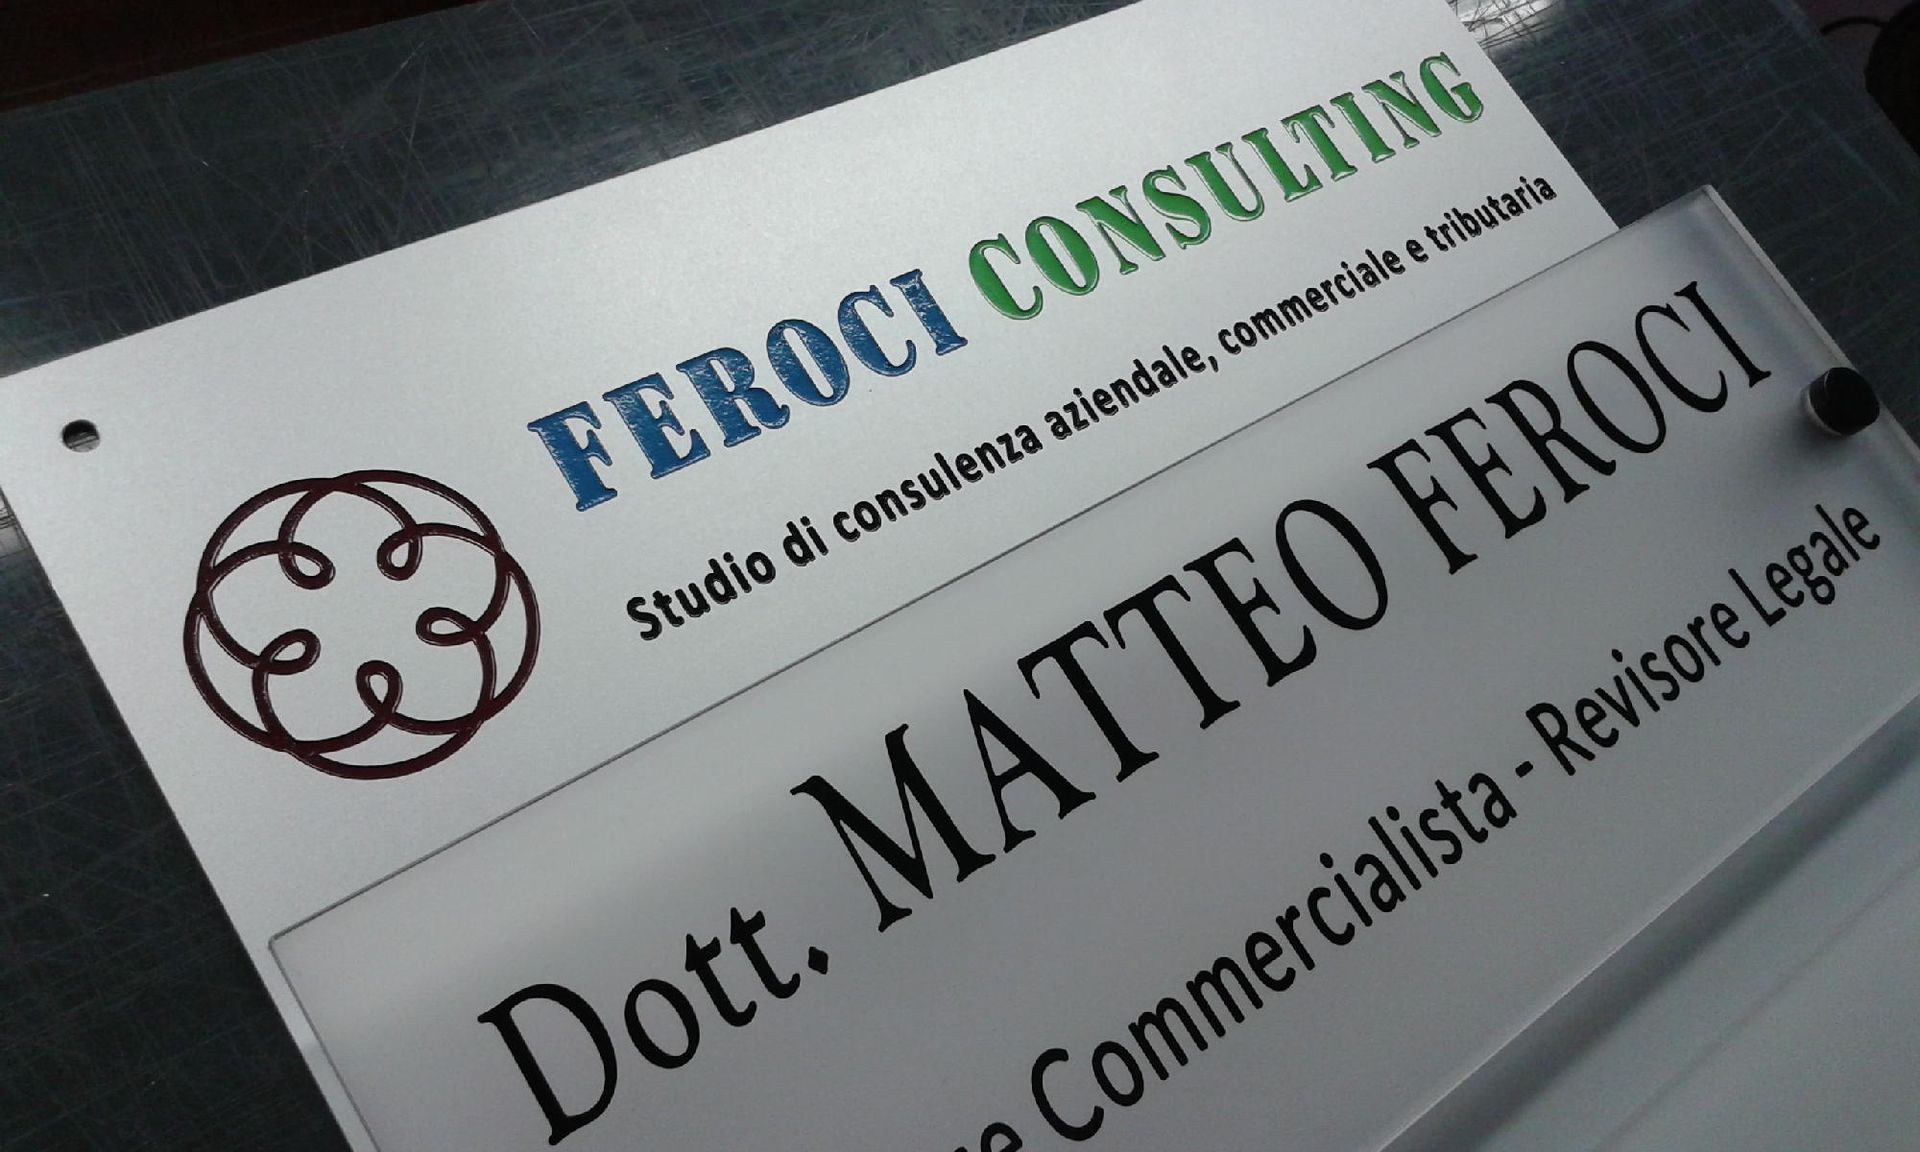 FEROCI CONSULTING
Studio di consulenza aziendale, commerciale e tributaria
Dott. MATTEO FEROCI
Commercialista - Revisore Legale